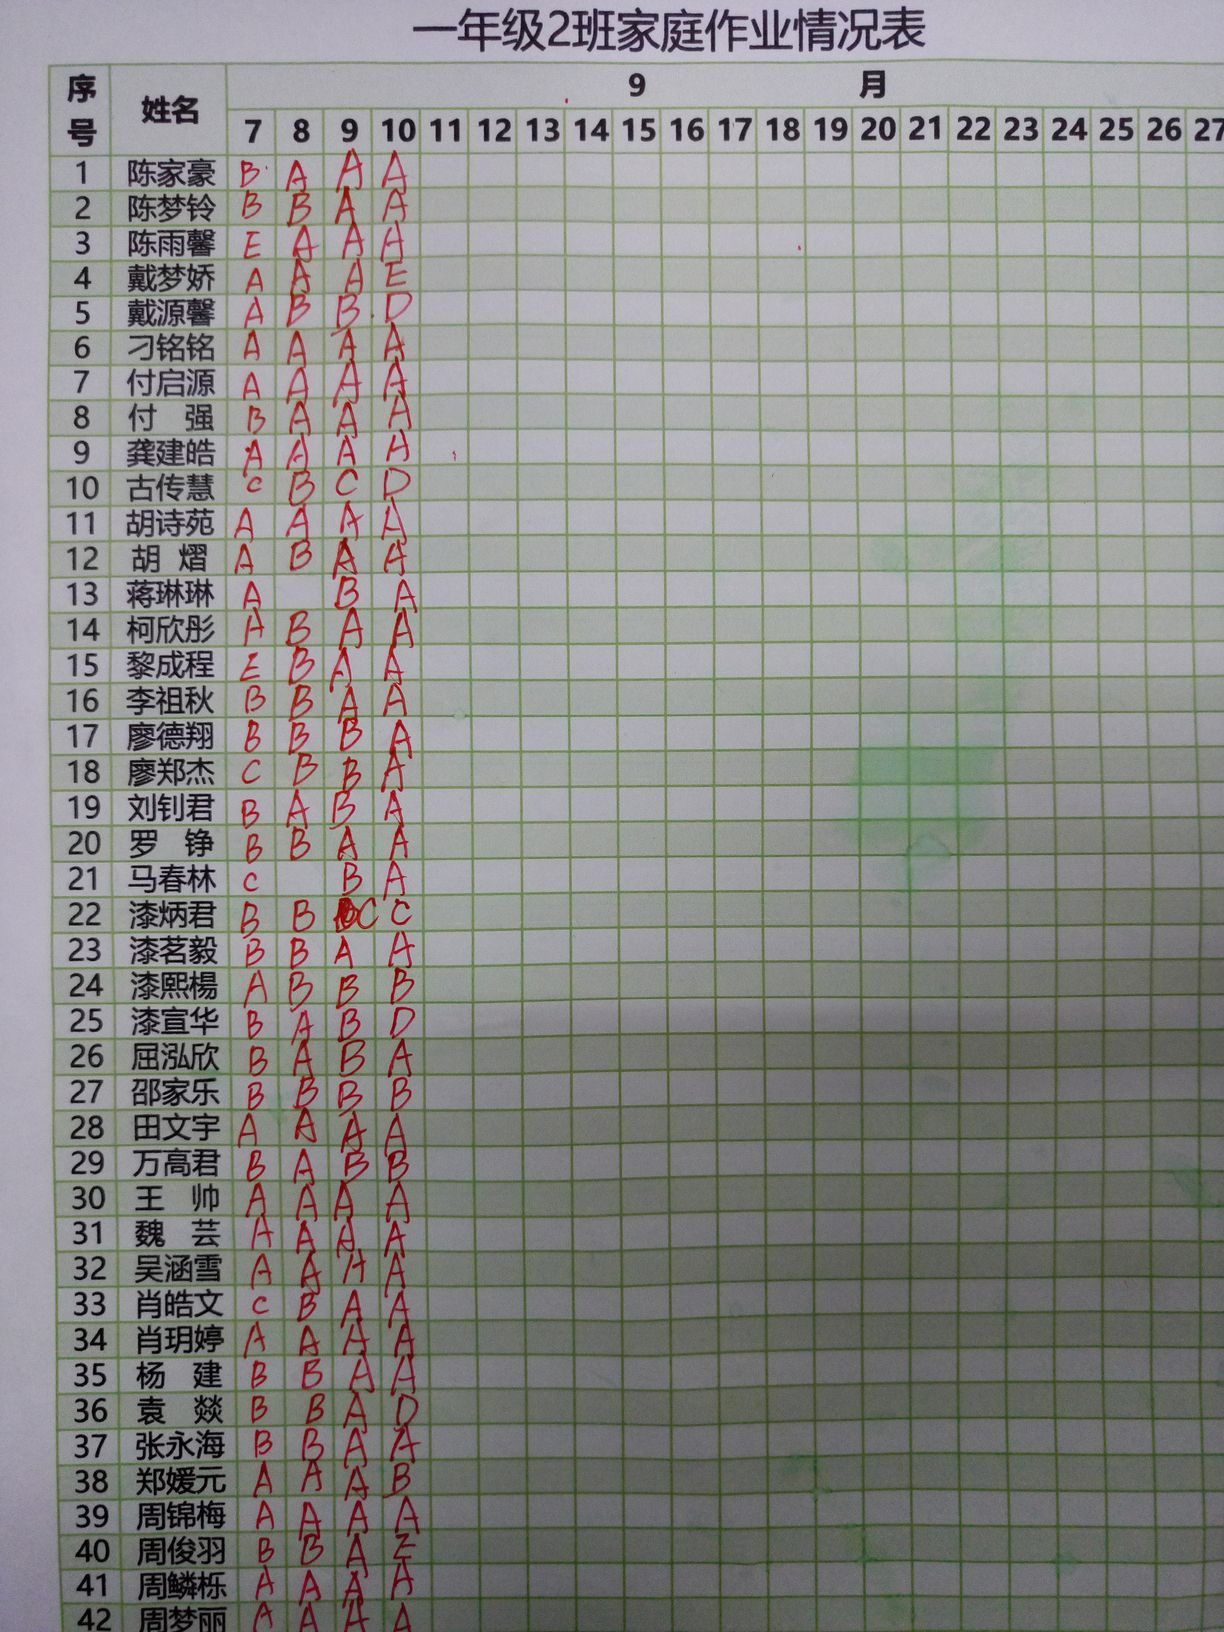 一年级2班家庭作业情况表
序号 姓名 9 月
7 8 9 10 11 12 13 14 15 16 17 18 19 20 21 22 23 24 25 26 27
1 陈家豪 B A A A
2 陈梦铃 B B A A
3 陈雨馨 E A A A
4 戴梦娇 A A A E
5 戴源馨 A B B D
6 刁铭铭 A A A A
7 付启源 A A A A
8 付 强 B A A A
9 龚建皓 A A A A
10 古传慧 C B C D
11 胡诗苑 A A A A
12 胡 熠 A B A A
13 蒋琳琳 A B A
14 柯欣彤 A B A A
15 黎成程 E B A A
16 李祖秋 B B A A
17 廖德翔 B B B A
18 廖郑杰 C B B A
19 刘钊君 B A B A
20 罗 铮 B B A A
21 马春林 C B A
22 漆炳君 B B C C
23 漆茗毅 B B A A
24 漆熙楊 A B B B
25 漆宣华 B A B D
26 屈泓欣 B A B A
27 邵家乐 B B B B
28 田文宇 A A A A
29 万高君 B A B B
30 王 帅 A A A A
31 魏 芸 A A A A
32 吴涵雪 A A A A
33 肖皓文 C B A A
34 肖玥婷 A A A A
35 杨 建 B B A A
36 袁 燚 B B A D
37 张永海 B B A A
38 郑媛元 A A A B
39 周锦梅 A A A A
40 周俊羽 B B A E
41 周鳞栎 A A A A
42 周梦丽 A A A A